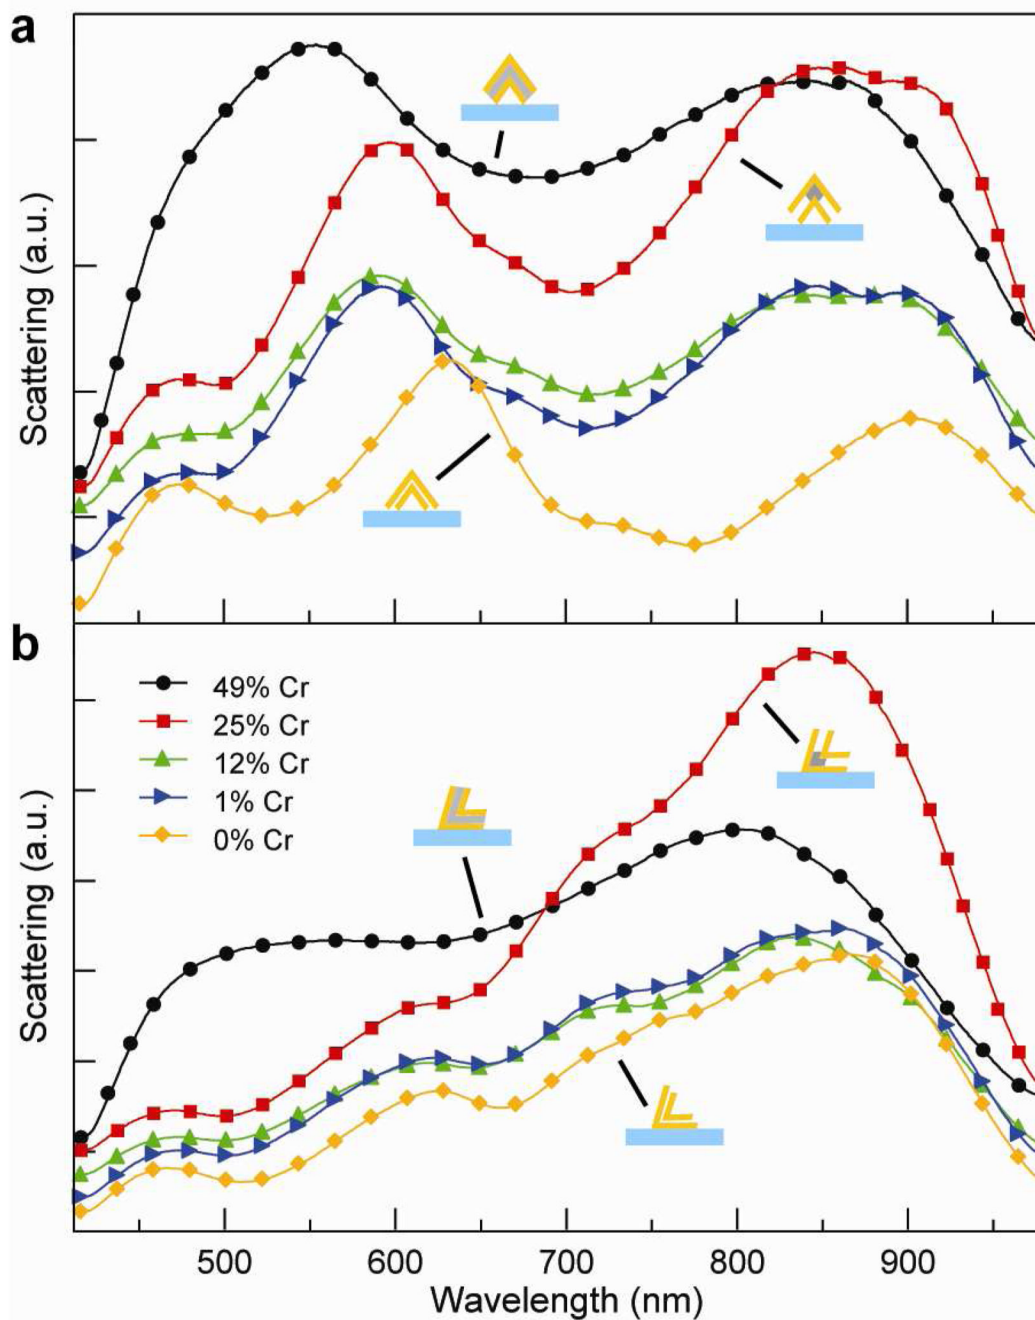 a
Scattering (a.u.)
b
49% Cr
25% Cr
12% Cr
1% Cr
0% Cr
Scattering (a.u.)
500 600 700 800 900
Wavelength (nm)